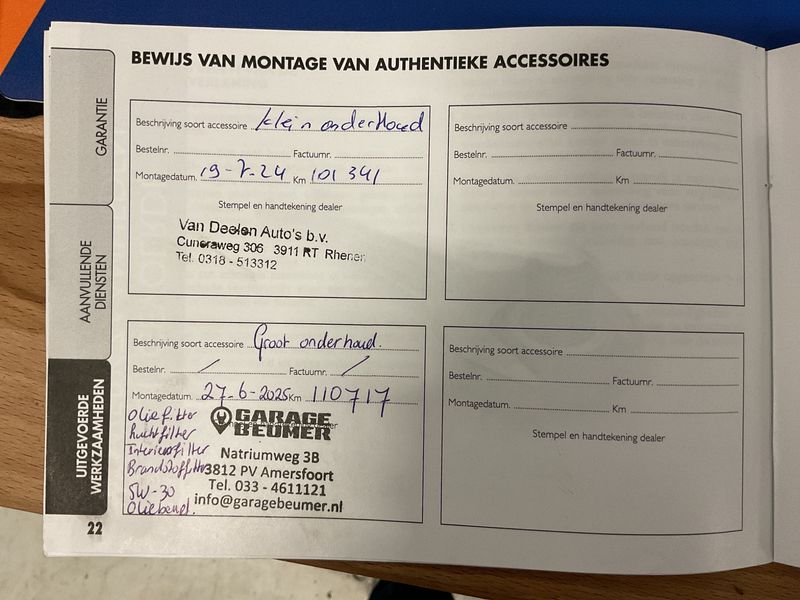 BEWIJS VAN MONTAGE VAN AUTHENTIEKE ACCESSOIRES
GARANTIE
AANVULLENDE
DIENSTEN
UITGEVOERDE
WERKZAAMHEDEN
Beschrijving soort accessoire klein onderHoud
Bestelnr. Factuurnr.
Montagedatum. 19-7-24 Km 101 341
Stempel en handtekening dealer
Van Deelen Auto's b.v.
Cuneraweg 306 3911 RT Rhenen
Tel. 0318 - 513312
Beschrijving soort accessoire
Bestelnr. Factuurnr.
Montagedatum. Km
Stempel en handtekening dealer
Beschrijving soort accessoire Groot onderhoud.
Bestelnr. / Factuurnr. /
Montagedatum. 27-6-2025 Km 110717
Oliefilter
luchtfilter
Interieurfilter
Brandstoffilter
5W-30
Oliebeurt.
GARAGE
BEUMER
Natriumweg 3B
3812 PV Amersfoort
Tel. 033 - 4611121
info@garagebeumer.nl
Beschrijving soort accessoire
Bestelnr. Factuurnr.
Montagedatum. Km
Stempel en handtekening dealer
22